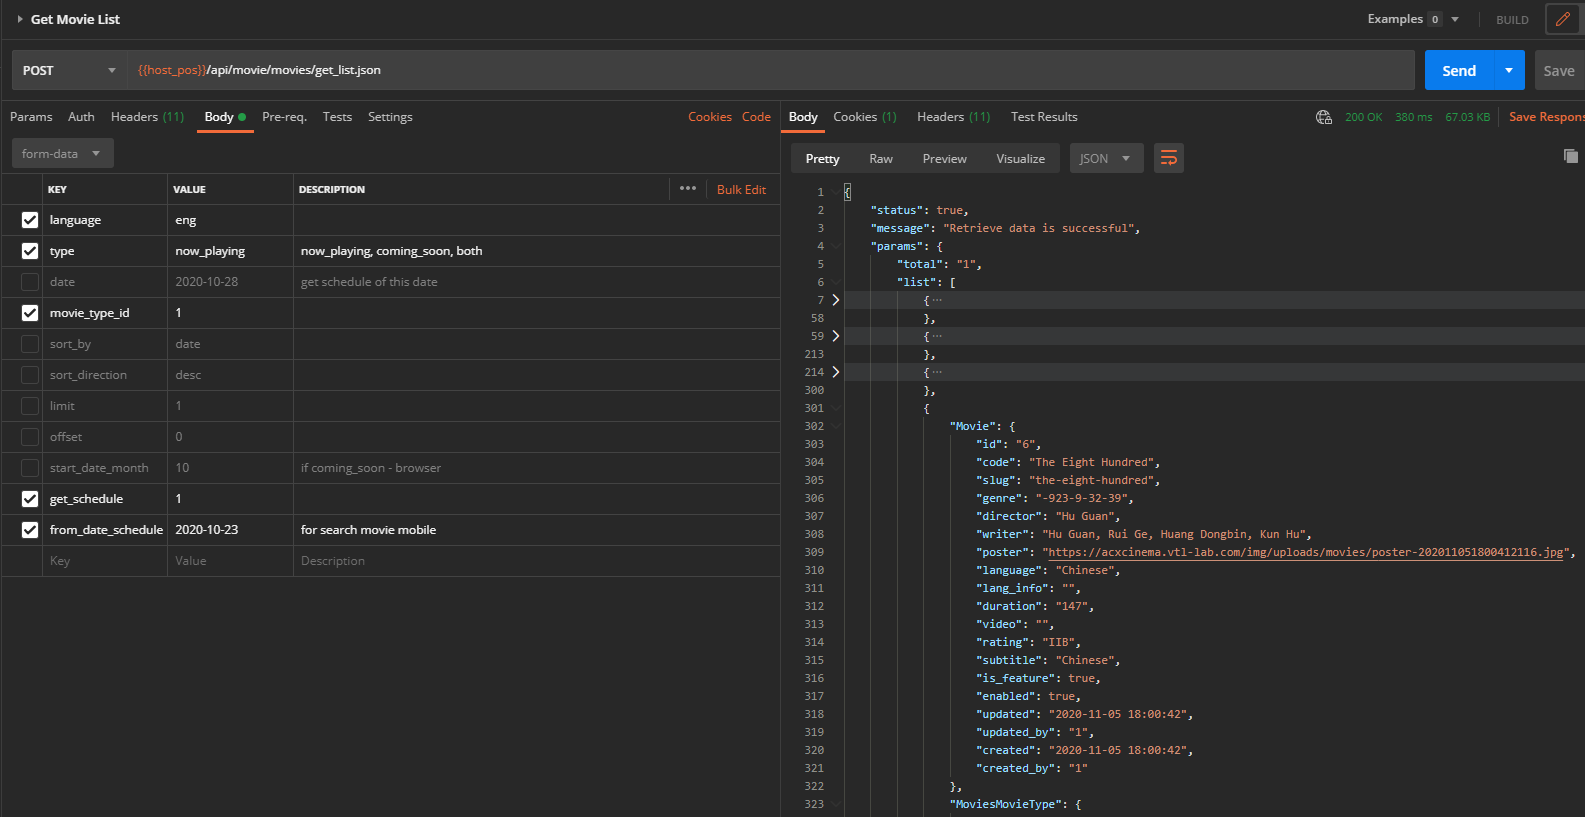 Get Movie List
Examples 0
BUILD
POST
{{host_pos}}/api/movie/movies/get_list.json
Send
Save
Params Auth Headers (11) Body Pre-req. Tests Settings
Cookies Code
form-data
KEY VALUE DESCRIPTION ••• Bulk Edit
language eng
type now_playing now_playing, coming_soon, both
date 2020-10-28 get schedule of this date
movie_type_id 1
sort_by date
sort_direction desc
limit 1
offset 0
start_date_month 10 if coming_soon - browser
get_schedule 1
from_date_schedule 2020-10-23 for search movie mobile
Key Value Description
Body Cookies (1) Headers (11) Test Results
200 OK 380 ms 67.03 KB Save Respons
Pretty Raw Preview Visualize JSON
1 {
2 "status": true,
3 "message": "Retrieve data is successful",
4 "params": {
5 "total": "1",
6 "list": [
7 {···
58 },
59 {···
213 },
214 {···
300 },
301 {
302 "Movie": {
303 "id": "6",
304 "code": "The Eight Hundred",
305 "slug": "the-eight-hundred",
306 "genre": "-923-9-32-39",
307 "director": "Hu Guan",
308 "writer": "Hu Guan, Rui Ge, Huang Dongbin, Kun Hu",
309 "poster": "https://acxcinema.vtl-lab.com/img/uploads/movies/poster-202011051800412116.jpg",
310 "language": "Chinese",
311 "lang_info": "",
312 "duration": "147",
313 "video": "",
314 "rating": "IIB",
315 "subtitle": "Chinese",
316 "is_feature": true,
317 "enabled": true,
318 "updated": "2020-11-05 18:00:42",
319 "updated_by": "1",
320 "created": "2020-11-05 18:00:42",
321 "created_by": "1"
322 },
323 "MoviesMovieType": {